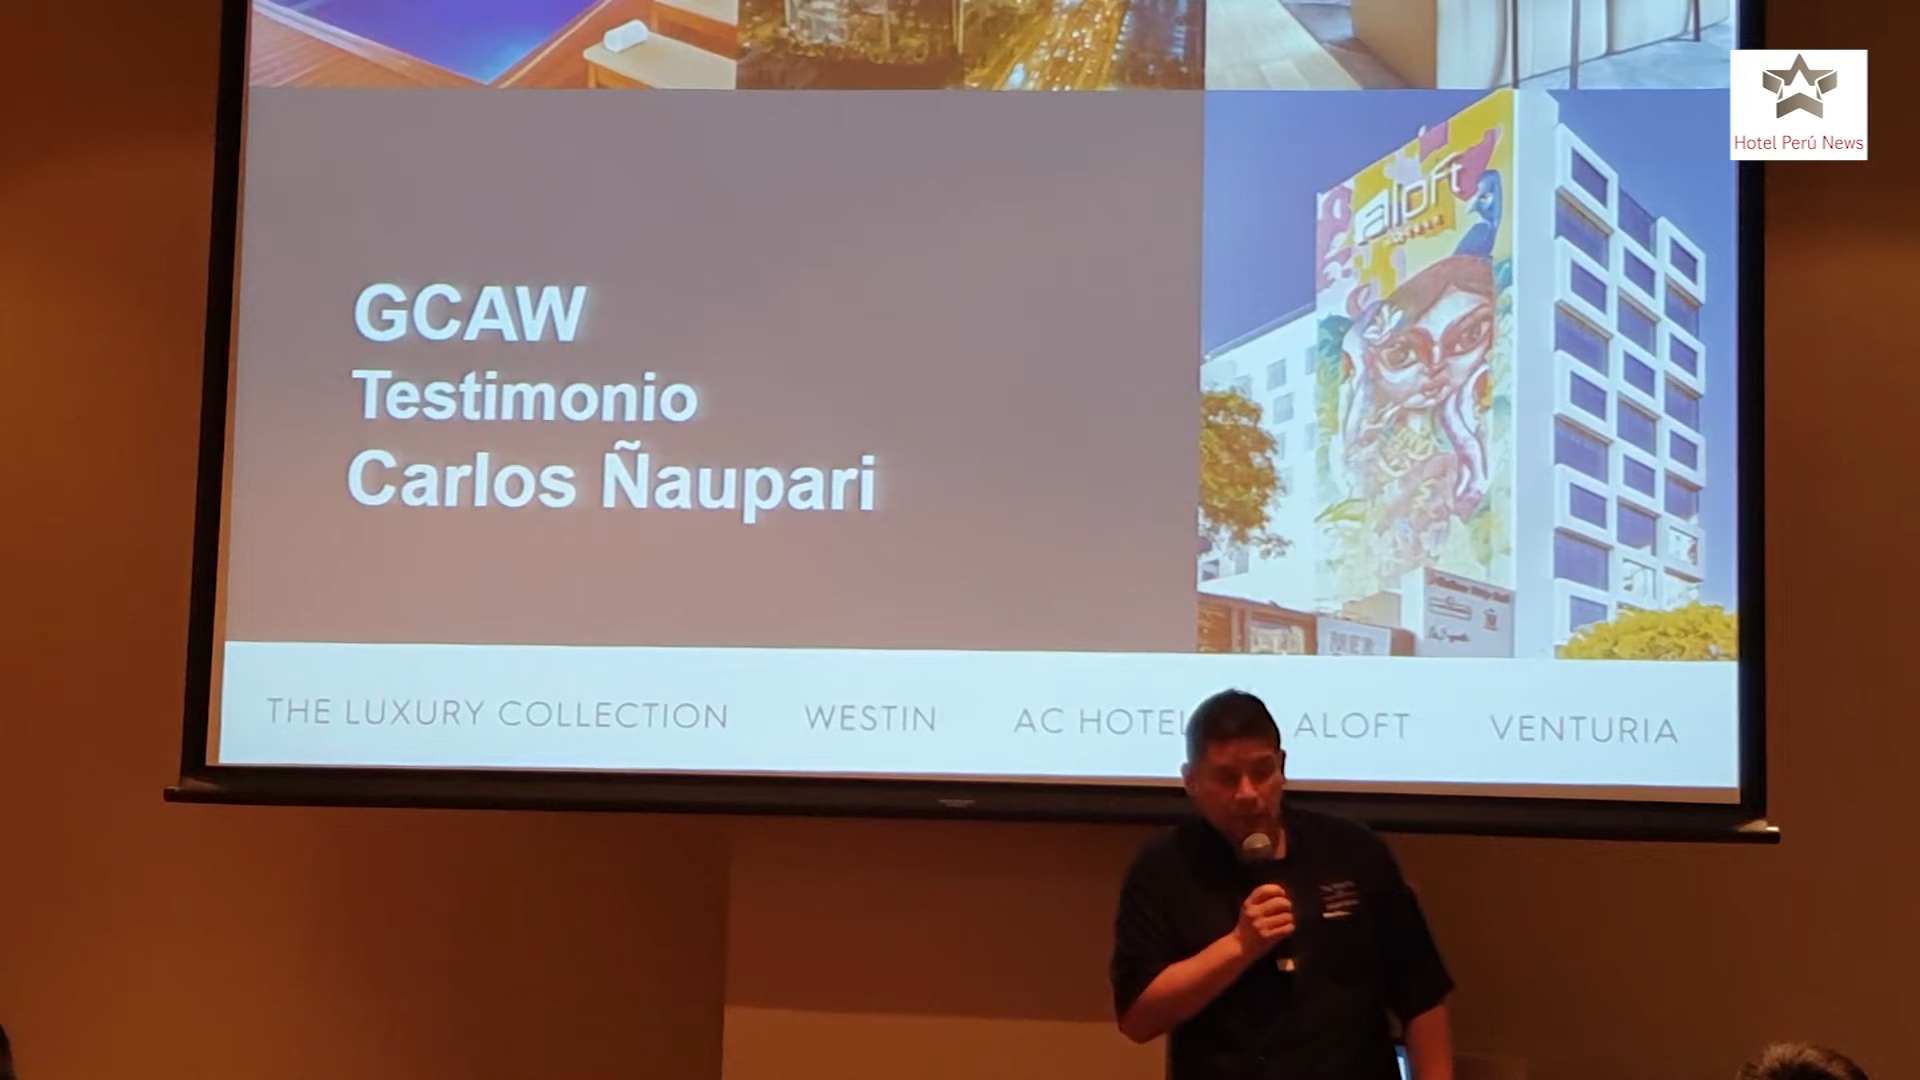 Hotel Perú News
aloft
GCAW
Testimonio
Carlos Ñaupari
THE LUXURY COLLECTION WESTIN AC HOTEL ALOFT VENTURIA